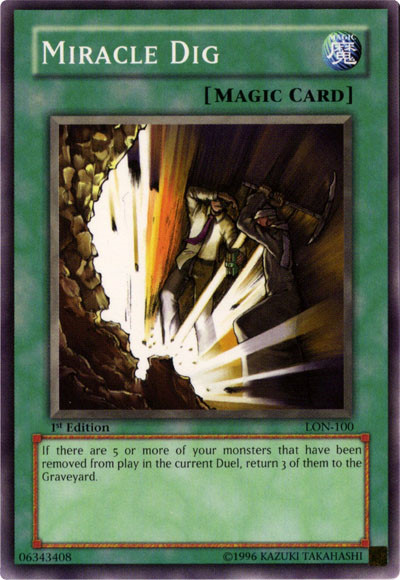 MIRACLE DIG
MAGIC
魔
[MAGIC CARD]
1st Edition
LON-100
If there are 5 or more of your monsters that have been
removed from play in the current Duel, return 3 of them to the
Graveyard.
06343408
©1996 KAZUKI TAKAHASHI